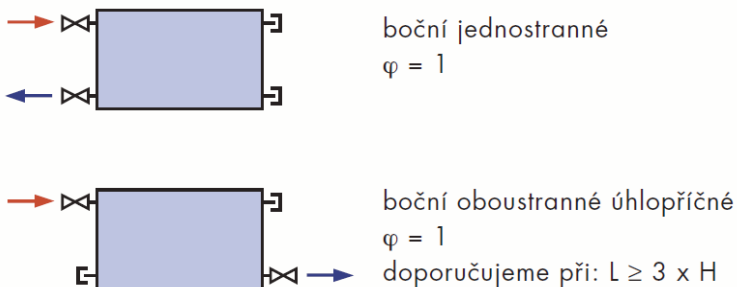 boční jednostranné
φ = 1
boční oboustranné úhlopříčné
φ = 1
doporučujeme při: L ≥ 3 x H